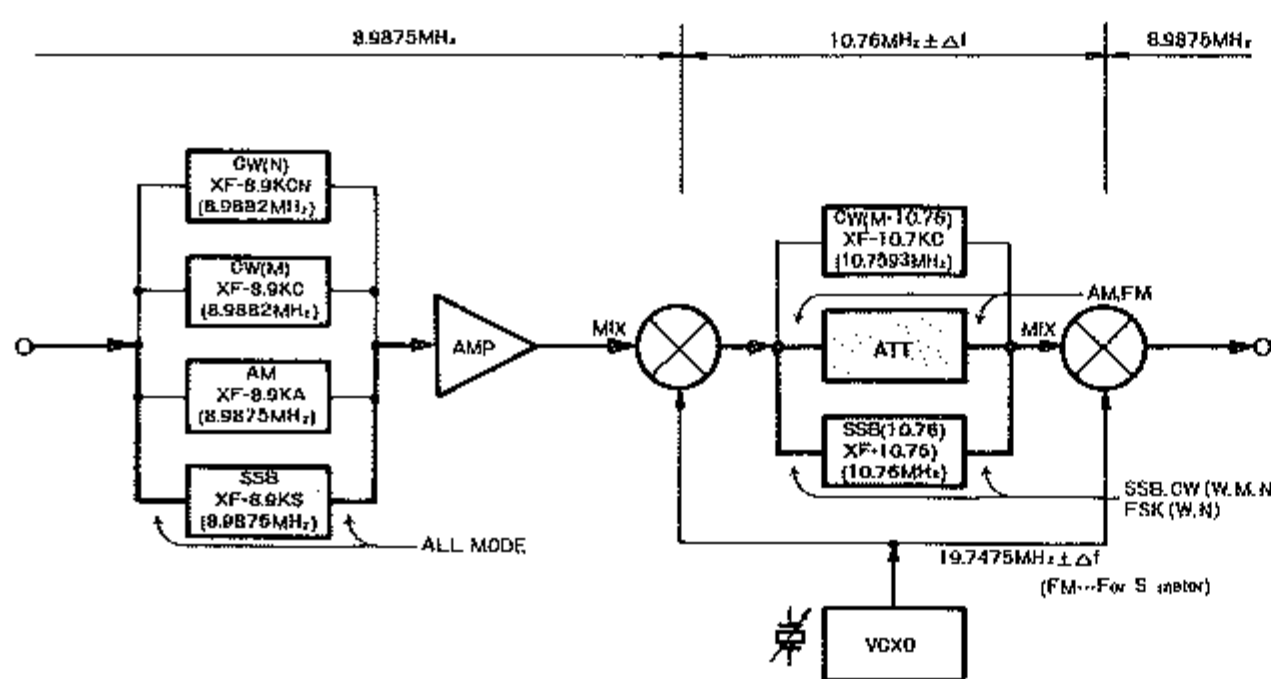 8.9875MHz
10.76MHz ± Δf
8.9875MHz
CW(N)
XF-8.9KCN
(8.9882MHz)
CW(M)
XF-8.9KC
(8.9882MHz)
AM
XF-8.9KA
(8.9875MHz)
SSB
XF-8.9KS
(8.9875MHz)
ALL MODE
AMP
MIX
CW(M·10.76)
XF-10.7KC
(10.7593MHz)
AM,FM
ATT
MIX
SSB(10.76)
XF-10.76)
(10.76MHz)
SSB.CW (W.M.N
FSK (W.N)
19.7475MHz ± Δf
(FM···For S meter)
VCXO